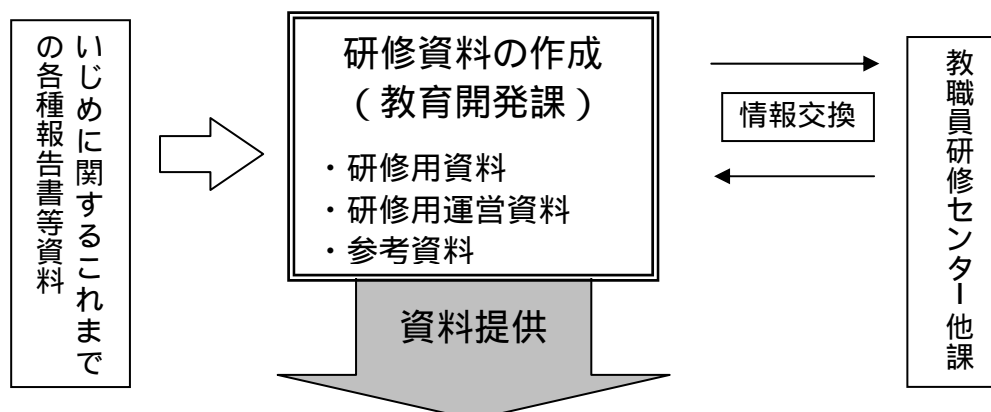 いじめに関するこれまで
の各種報告書等資料
研修資料の作成
(教育開発課)
・研修用資料
・研修用運営資料
・参考資料
資料提供
情報交換
教職員研修センター他課